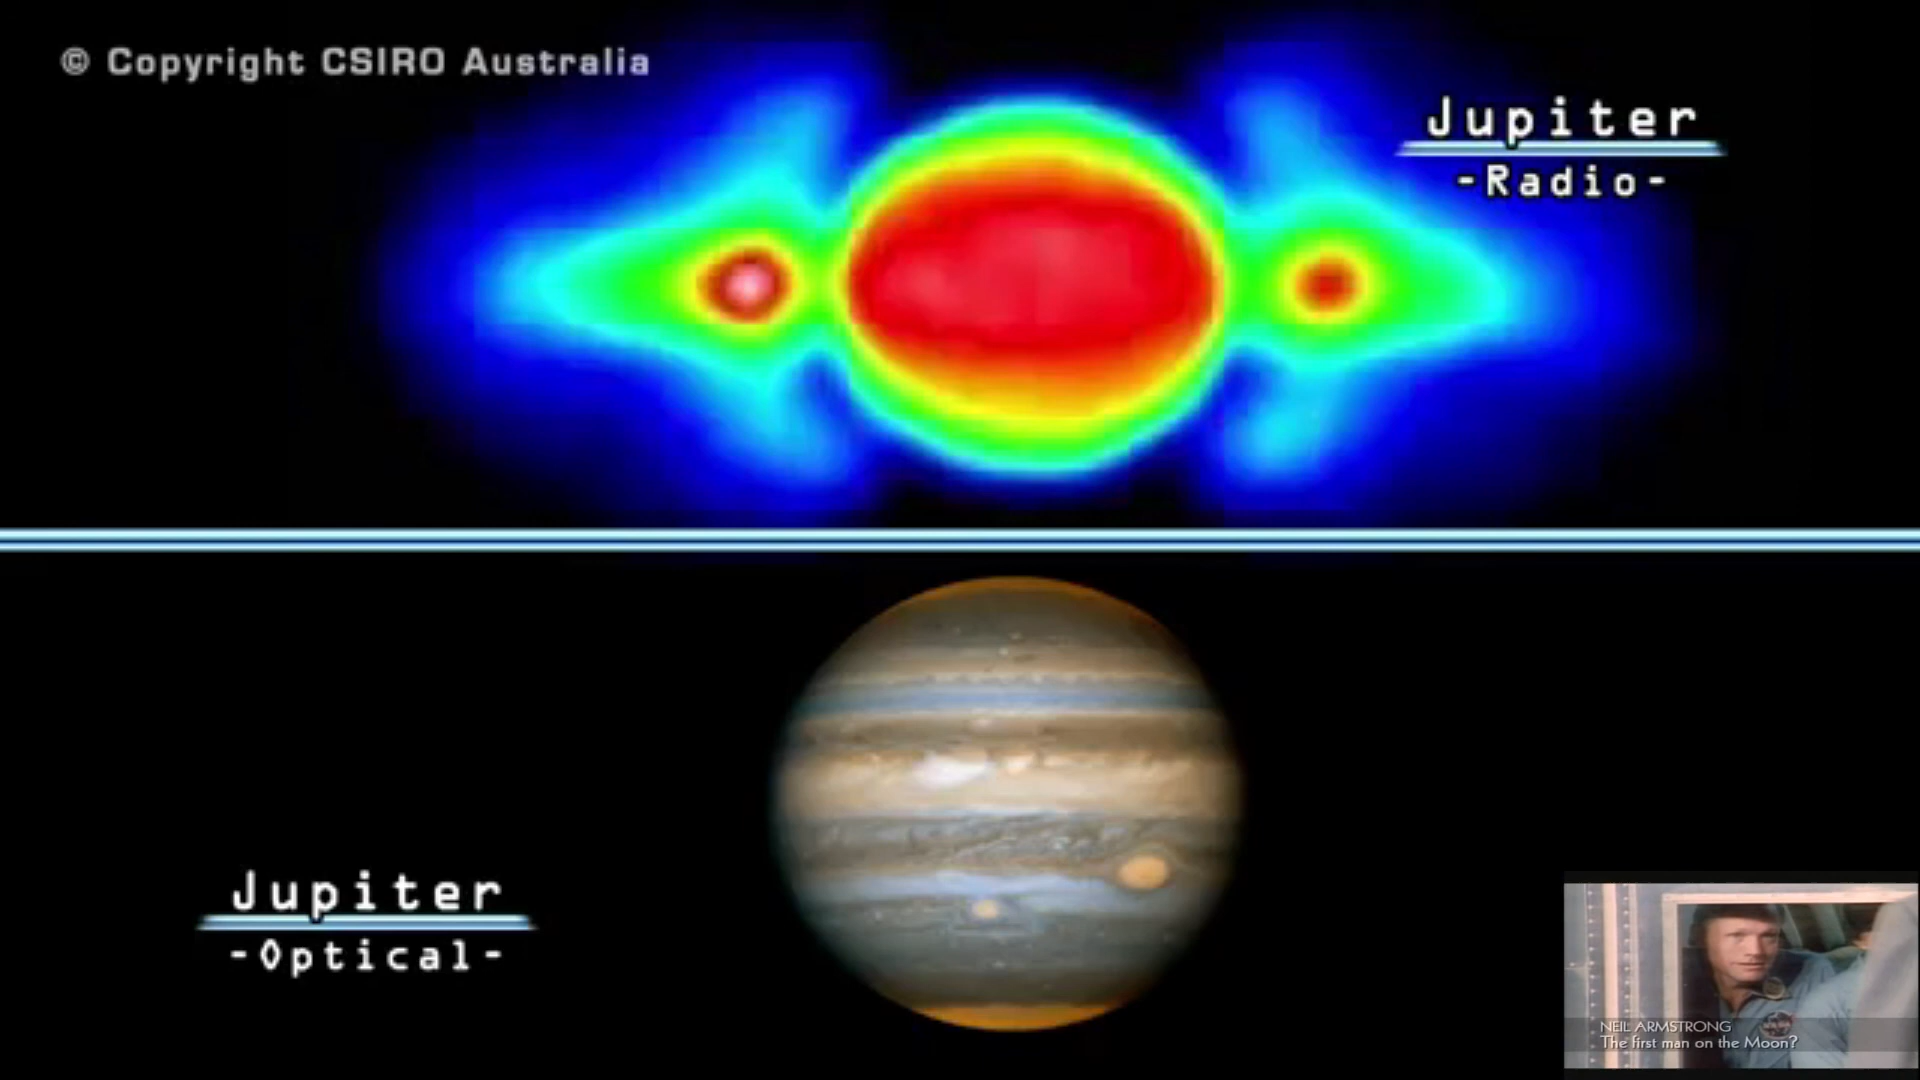 © Copyright CSIRO Australia
Jupiter
-Radio-
Jupiter
-Optical-
NEIL ARMSTRONG
The first man on the Moon?